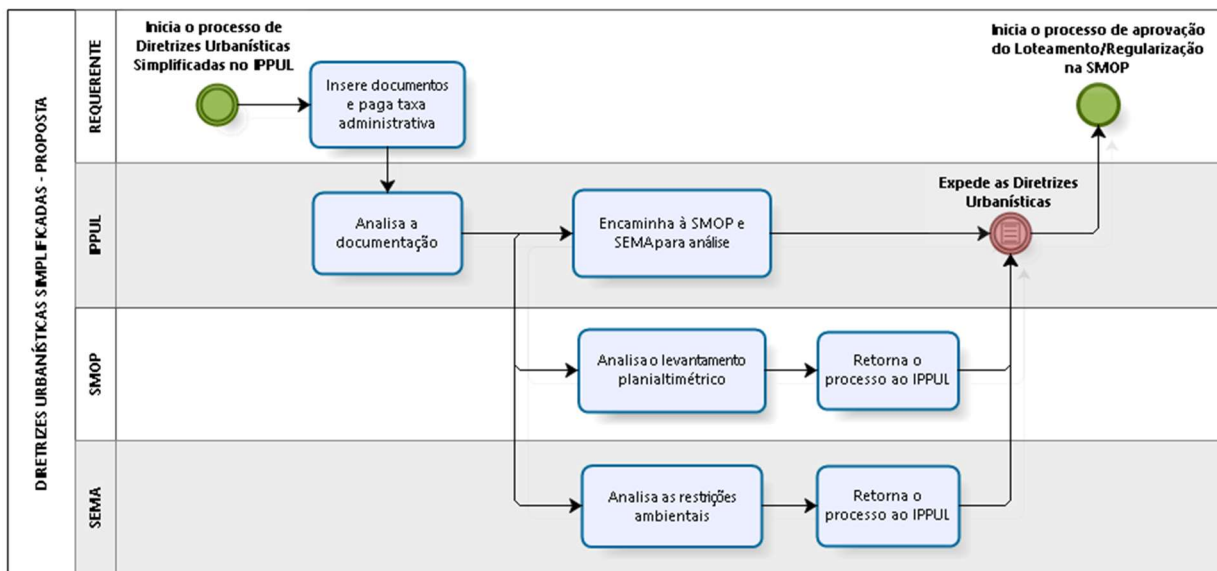 DIRETRIZES URBANÍSTICAS SIMPLIFICADAS - PROPOSTA
REQUERENTE
Inicia o processo de
Diretrizes Urbanísticas
Simplificadas no IPPUL
Insere documentos
e paga taxa
administrativa
Inicia o processo de aprovação
do Loteamento/Regularização
na SMOP
IPPUL
Analisa a
documentação
Encaminha à SMOP e
SEMA para análise
Expede as Diretrizes
Urbanísticas
SMOP
Analisa o levantamento
planialtimétrico
Retorna o
processo ao IPPUL
SEMA
Analisa as restrições
ambientais
Retorna o
processo ao IPPUL